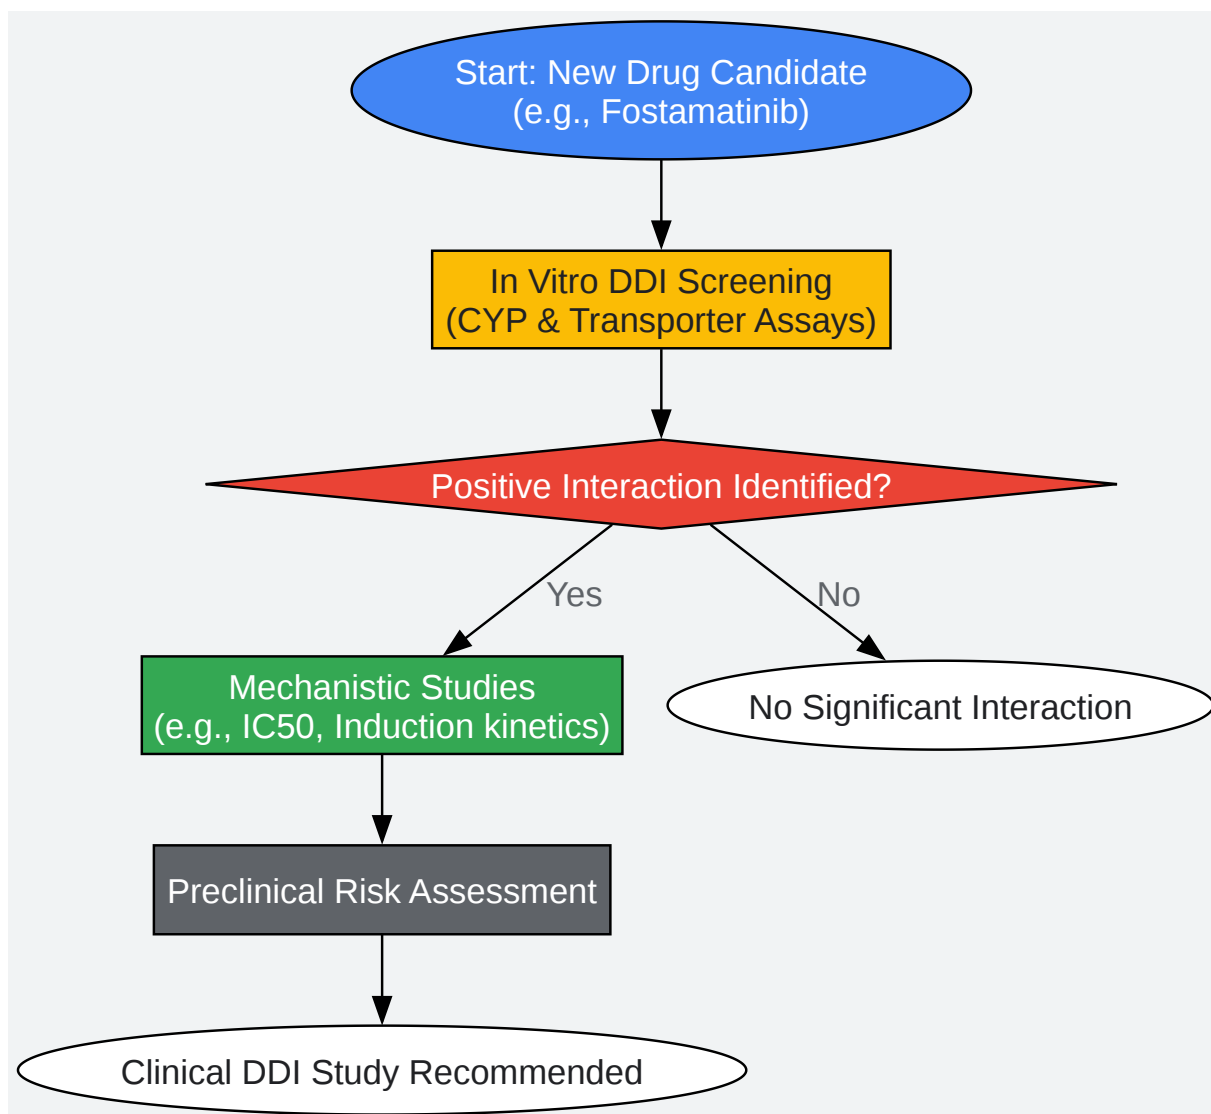 Start: New Drug Candidate
(e.g., Fostamatinib)
In Vitro DDI Screening
(CYP & Transporter Assays)
Positive Interaction Identified?
Yes
No
Mechanistic Studies
(e.g., IC50, Induction kinetics)
No Significant Interaction
Preclinical Risk Assessment
Clinical DDI Study Recommended